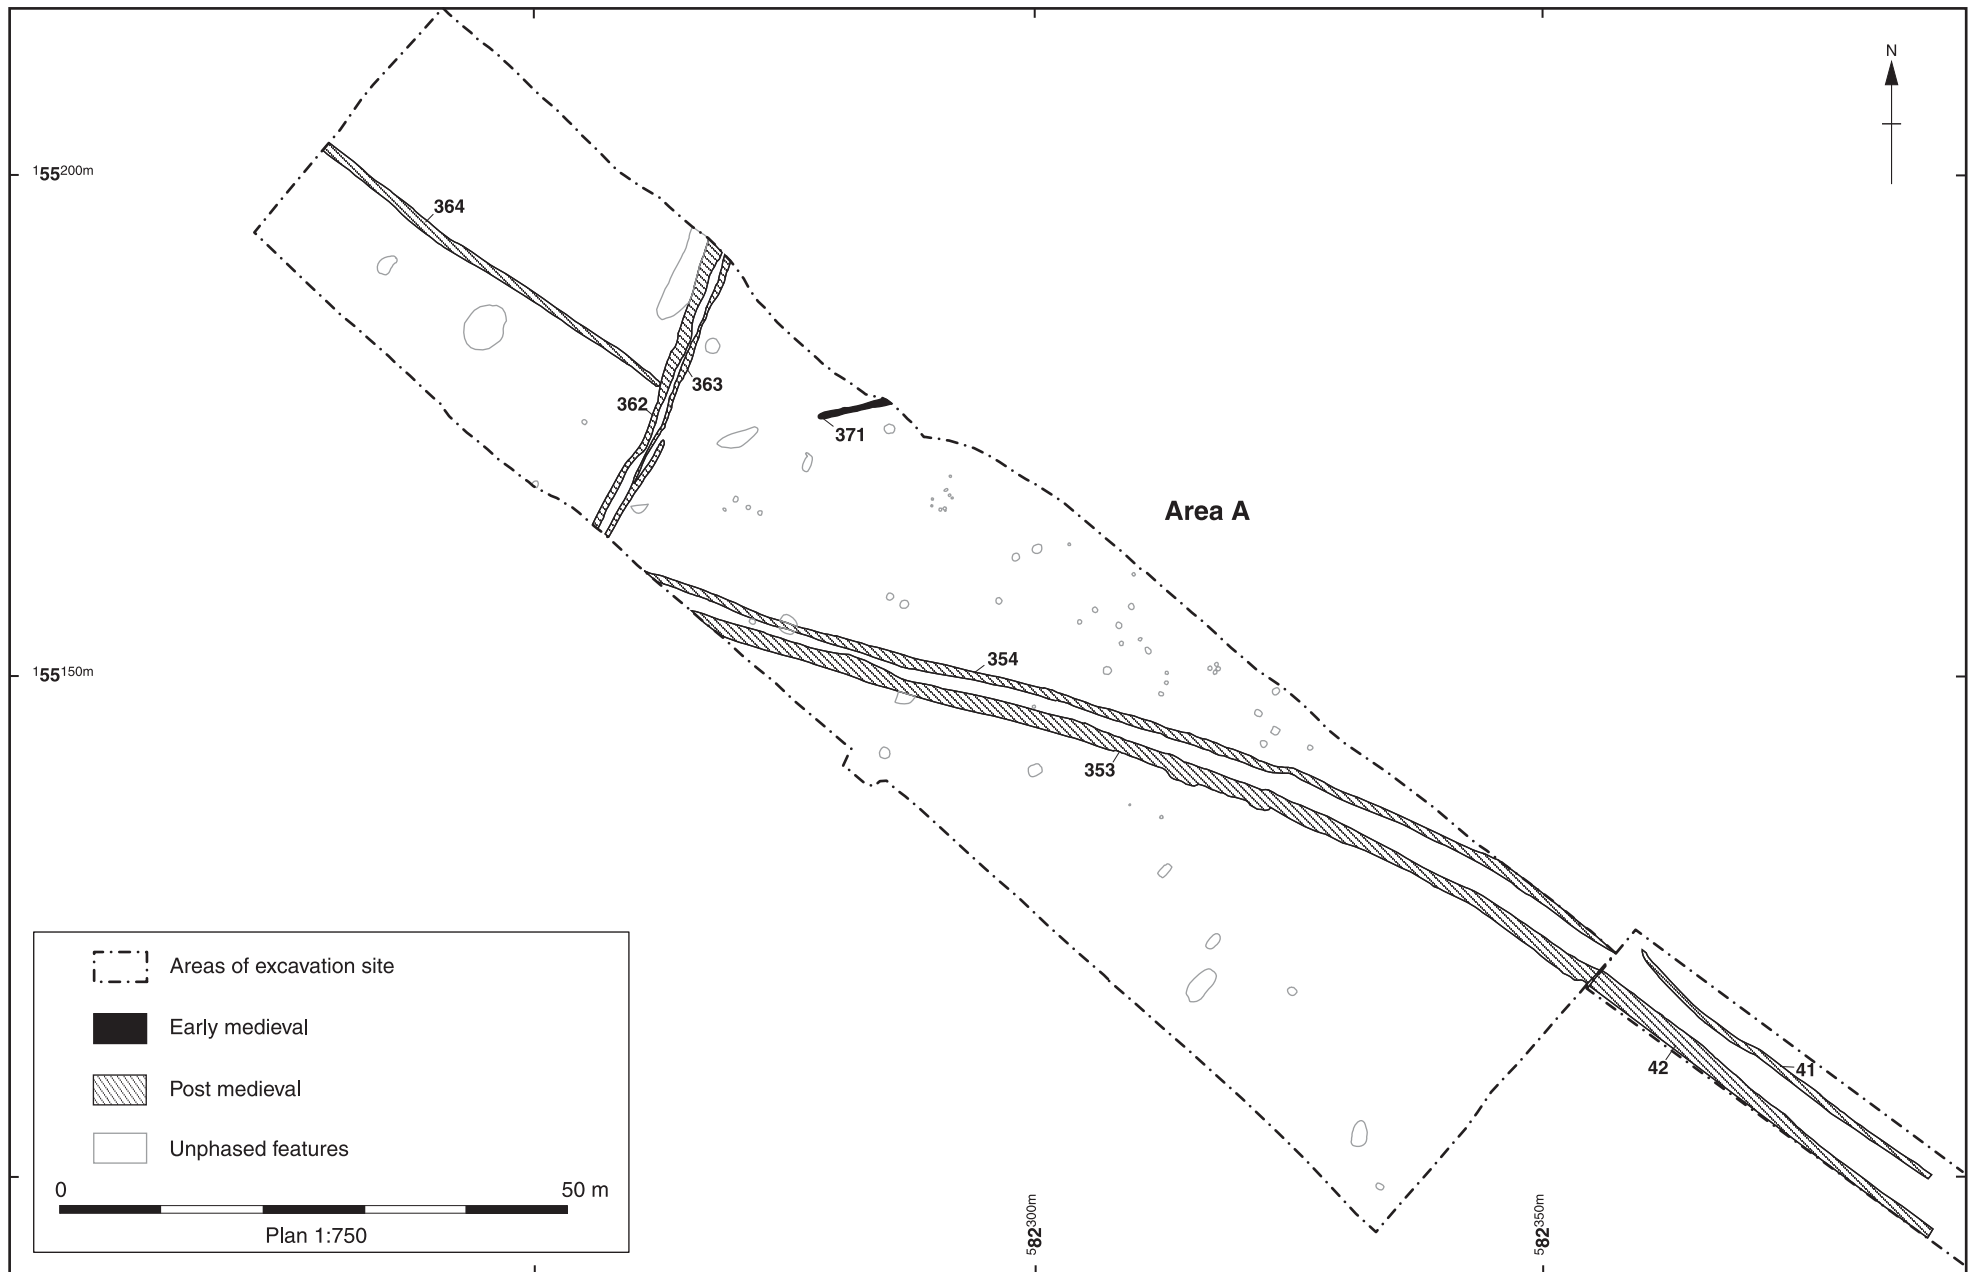 N
155200m
364
363
362
371
Area A
354
155150m
353
42
41
Areas of excavation site
Early medieval
Post medieval
Unphased features
0 50 m
Plan 1:750
582300m
582350m